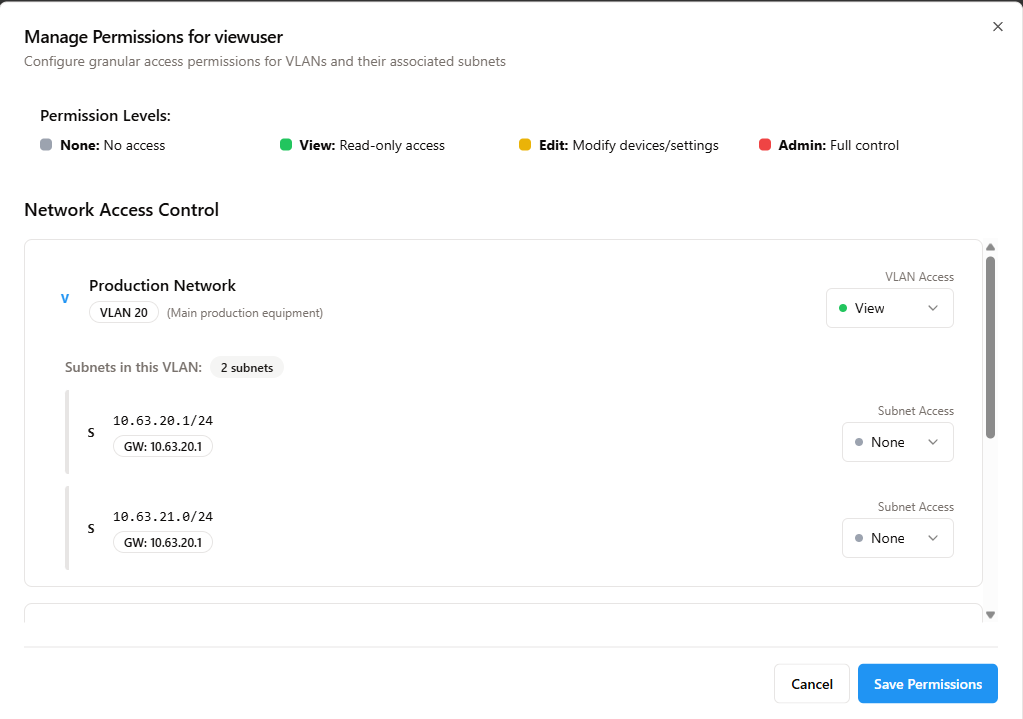 Manage Permissions for viewuser
Configure granular access permissions for VLANs and their associated subnets
Permission Levels:
None: No access
View: Read-only access
Edit: Modify devices/settings
Admin: Full control
Network Access Control
V
Production Network
VLAN 20 (Main production equipment)
VLAN Access
View
Subnets in this VLAN: 2 subnets
S
10.63.20.1/24
GW: 10.63.20.1
Subnet Access
None
S
10.63.21.0/24
GW: 10.63.20.1
Subnet Access
None
Cancel
Save Permissions